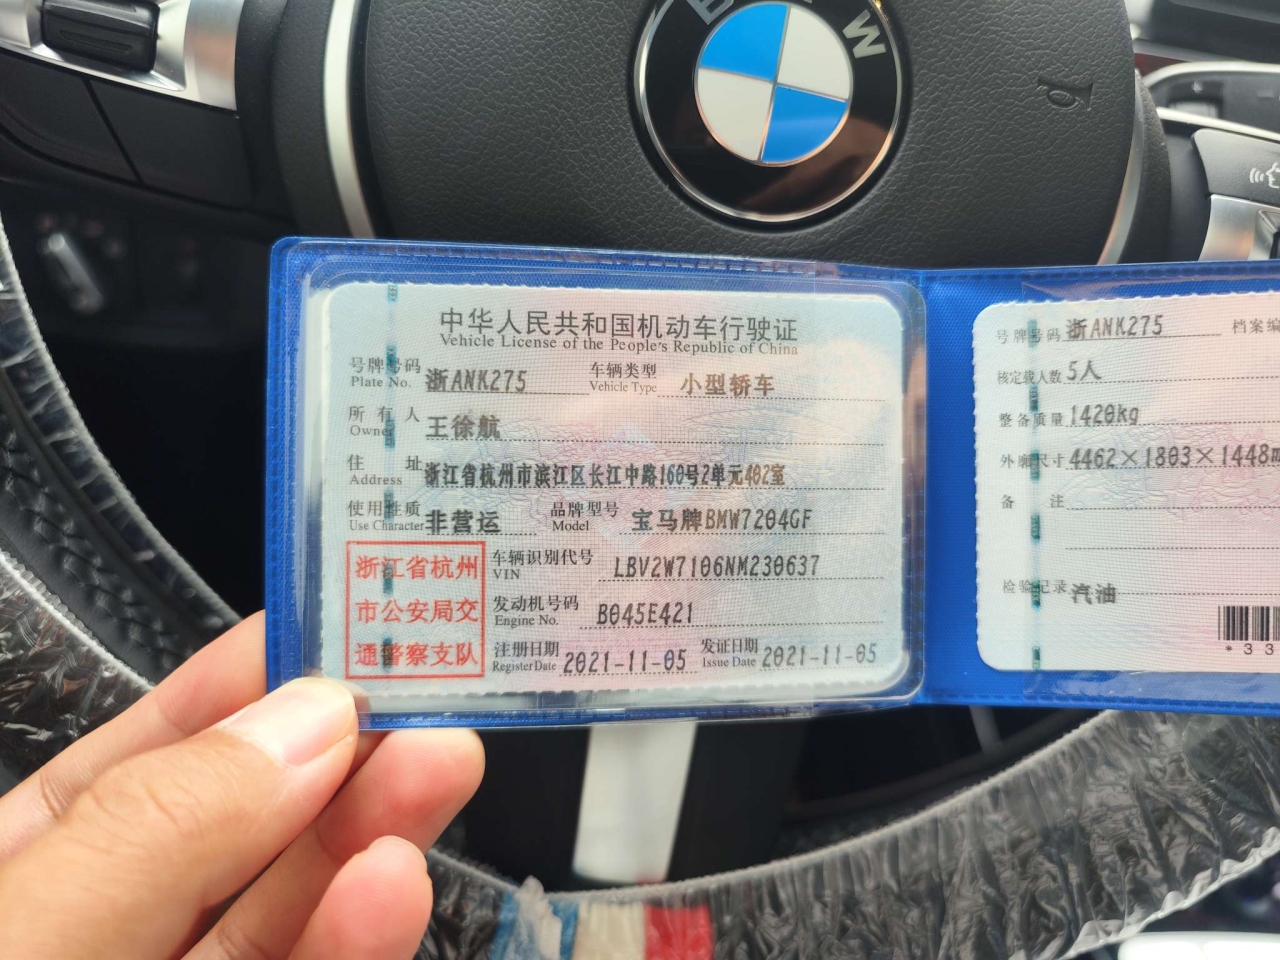 BMW
中华人民共和国机动车行驶证
Vehicle License of the People's Republic of China
号牌号码 浙ANK275 车辆类型 小型轿车
Plate No. Vehicle Type
所有人 王徐航
Owner
住址 浙江省杭州市滨江区长江中路160号2单元402室
Address
使用性质 非营运 品牌型号 宝马牌BMW7204GF
Use Character Model
浙江省杭州
市公安局交
通警察支队
车辆识别代号 LBV2W7106NM230637
VIN
发动机号码 B045E421
Engine No.
注册日期 2021-11-05 发证日期 2021-11-05
Register Date Issue Date
号牌号码 浙ANK275 档案编
核定载人数 5人
整备质量 1420kg
外廓尺寸 4462×1803×1448m
备注
检验记录 汽油
*33